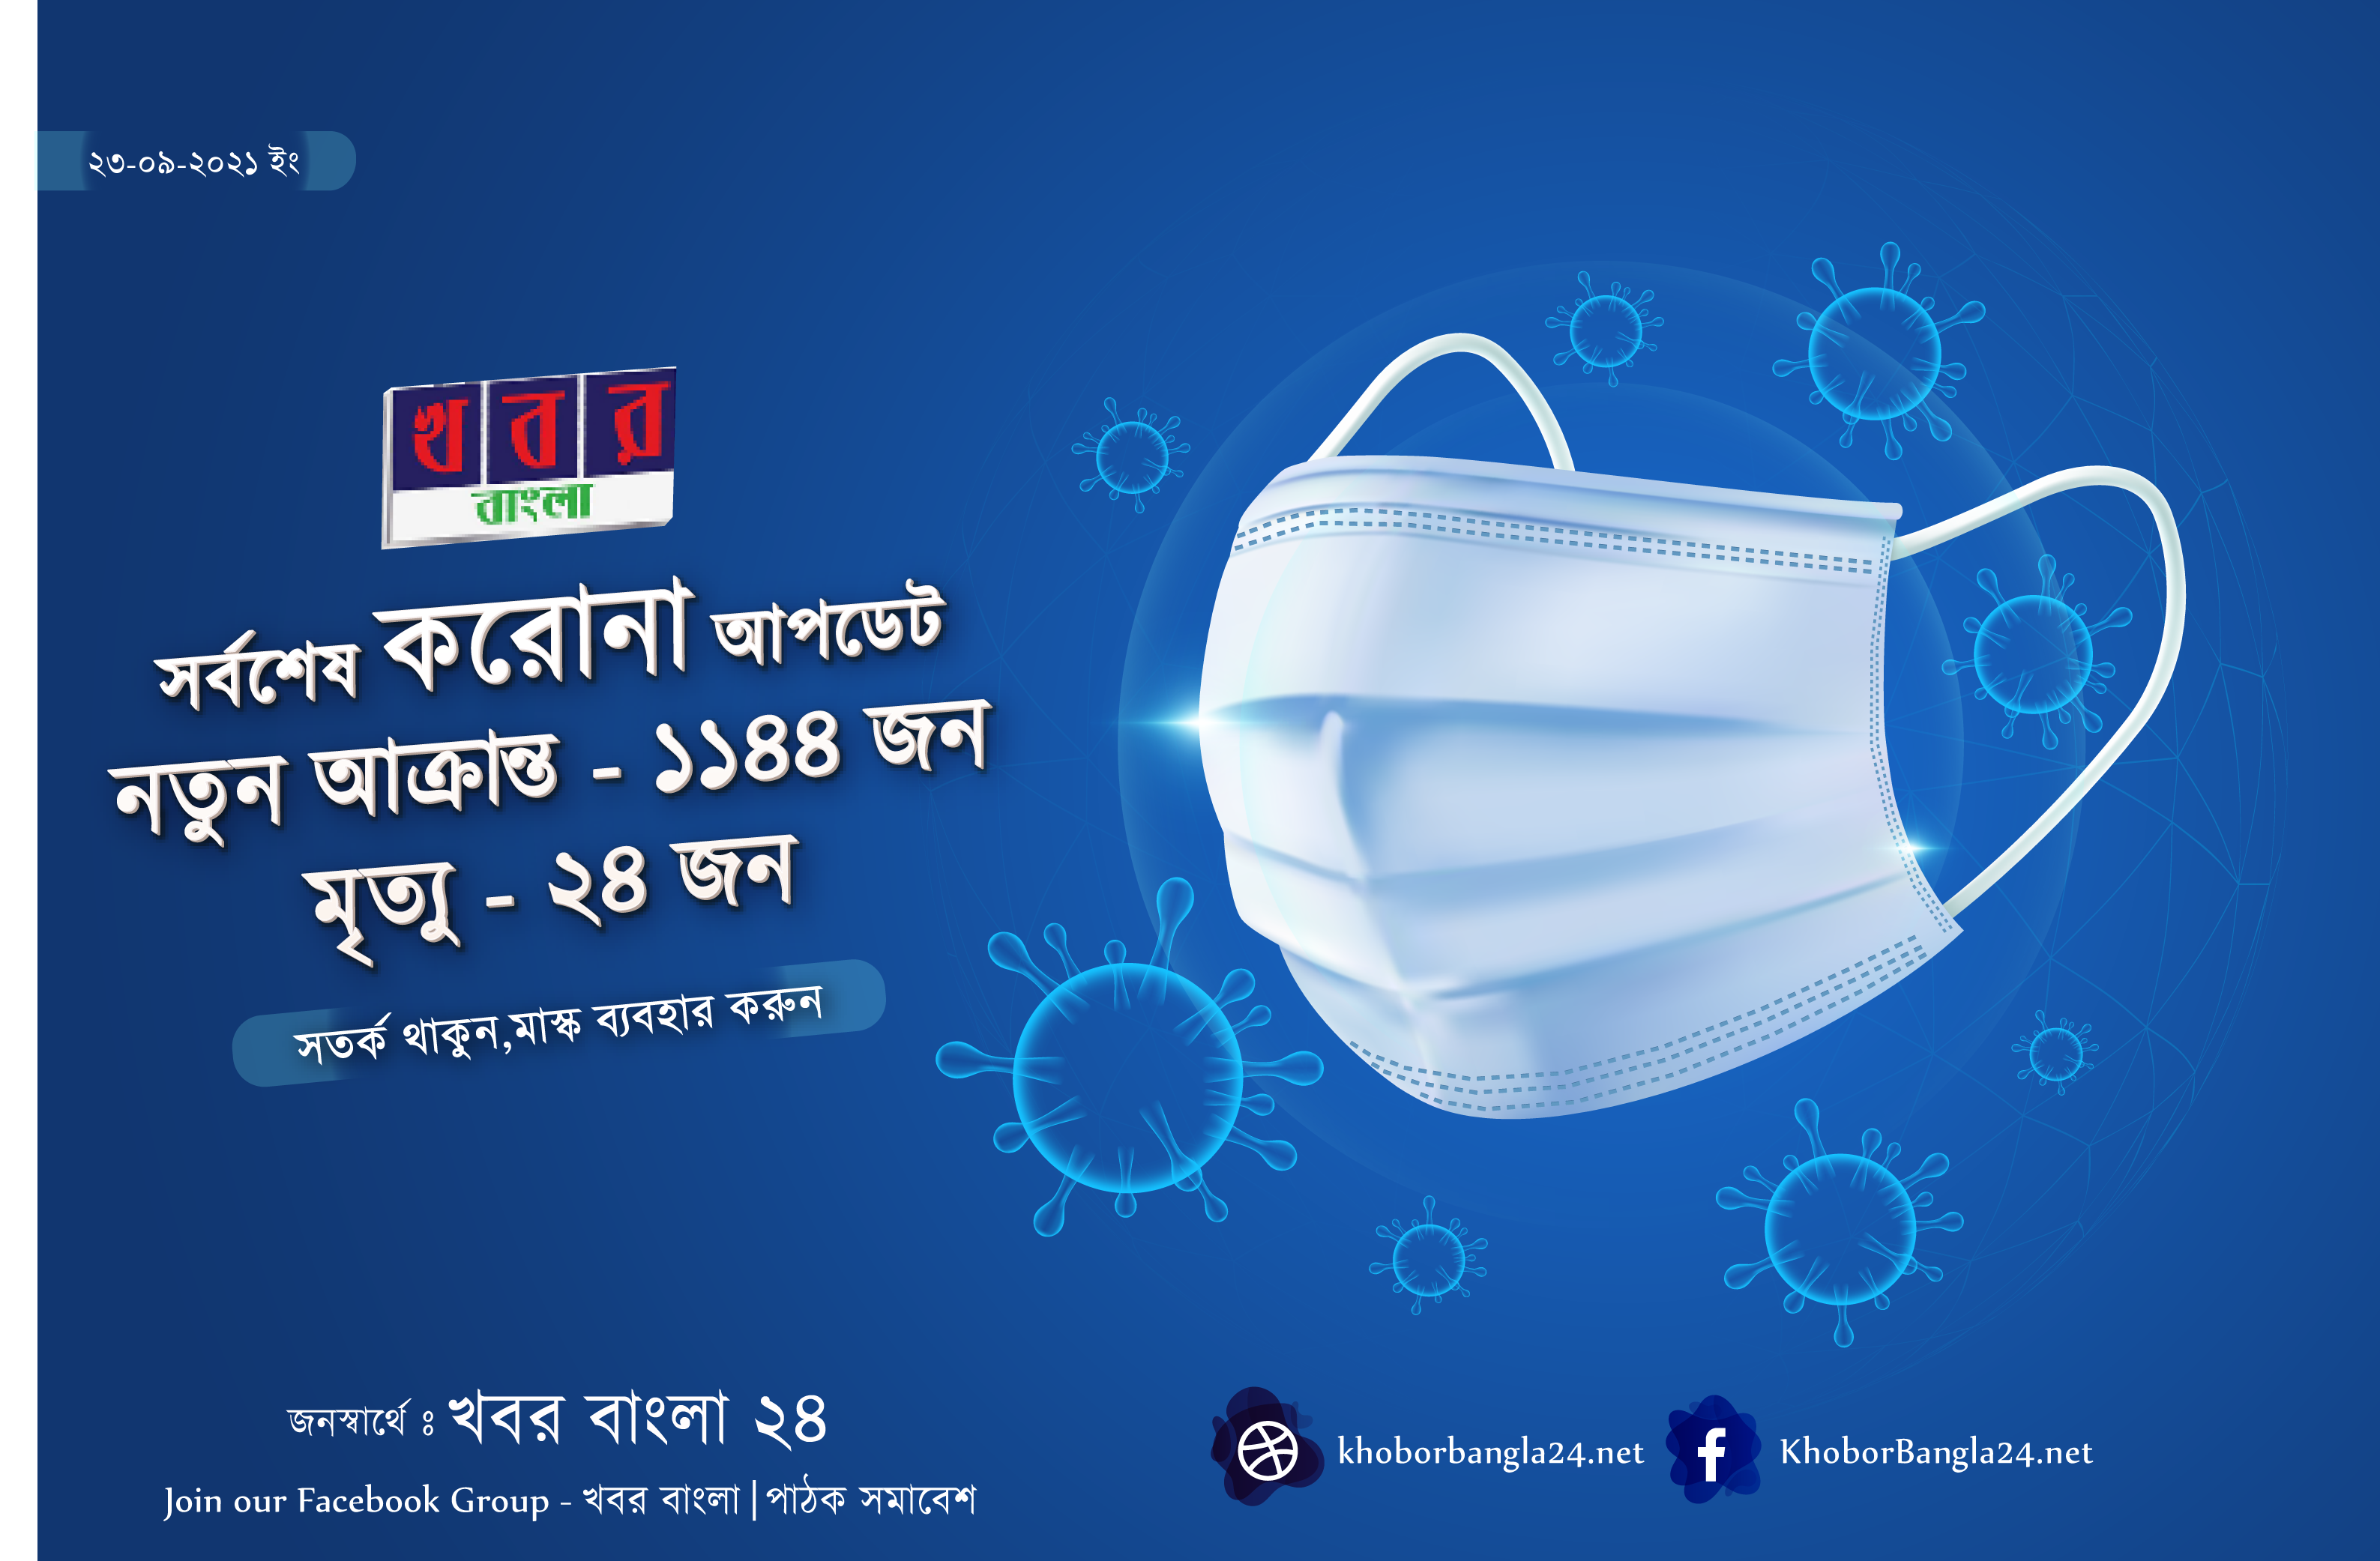 ২৩-০৯-২০২১ ইং
খবর
বাংলা
সর্বশেষ করোনা আপডেট
নতুন আক্রান্ত - ১১৪৪ জন
মৃত্যু - ২৪ জন
সতর্ক থাকুন,মাস্ক ব্যবহার করুন
জনস্বার্থে ঃ খবর বাংলা ২৪
Join our Facebook Group - খবর বাংলা|পাঠক সমাবেশ
khoborbangla24.net
KhoborBangla24.net